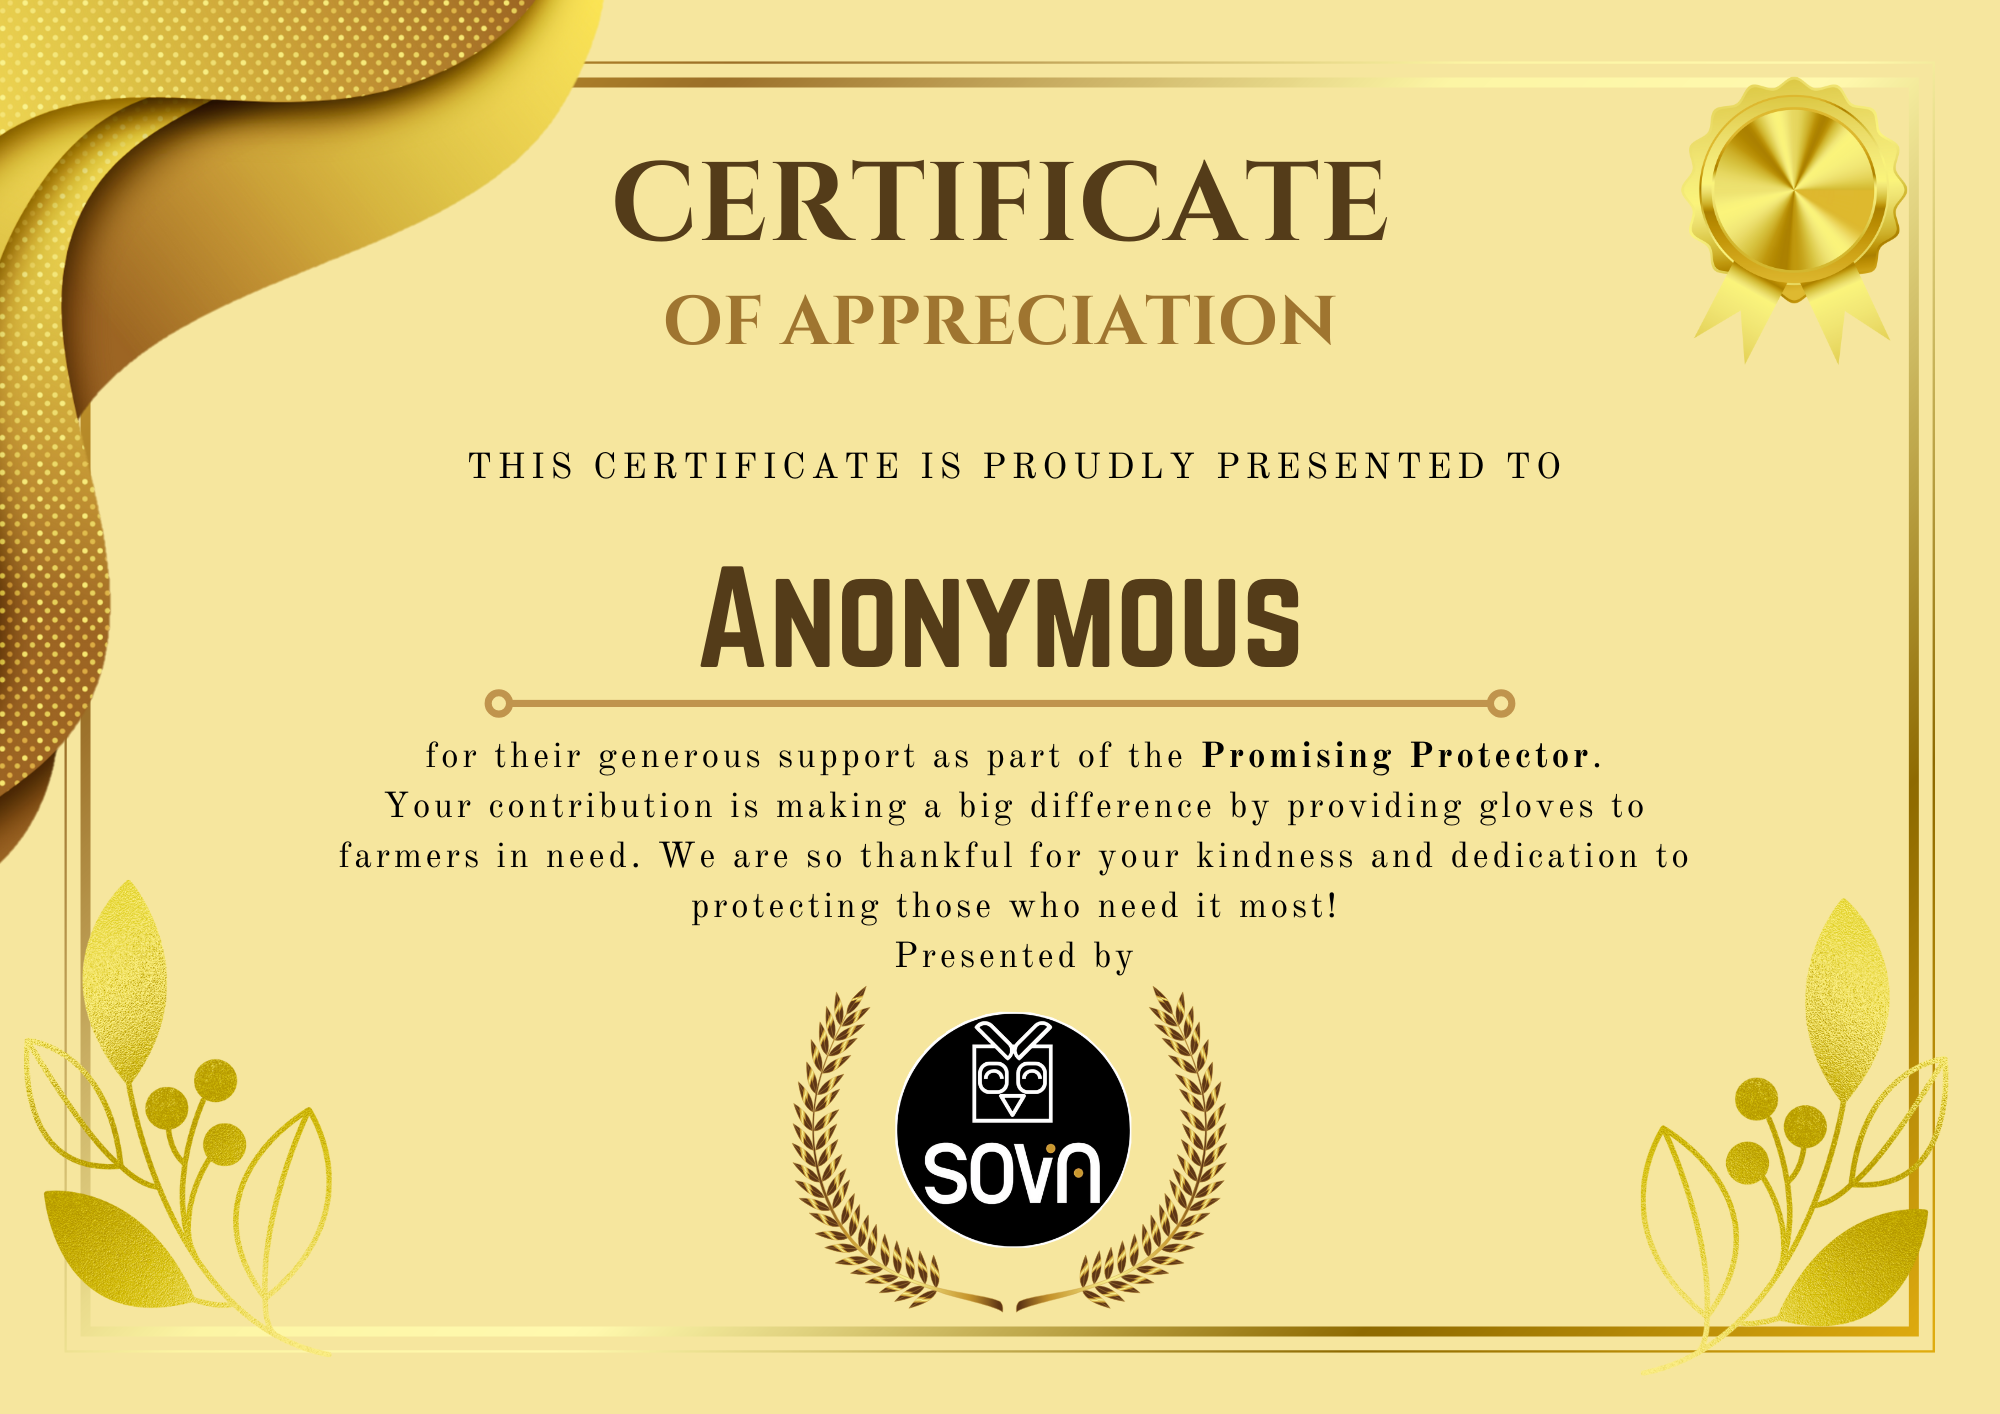 CERTIFICATE
OF APPRECIATION
THIS CERTIFICATE IS PROUDLY PRESENTED TO
ANONYMOUS
for their generous support as part of the Promising Protector.
Your contribution is making a big difference by providing gloves to
farmers in need. We are so thankful for your kindness and dedication to
protecting those who need it most!
Presented by
SOVA